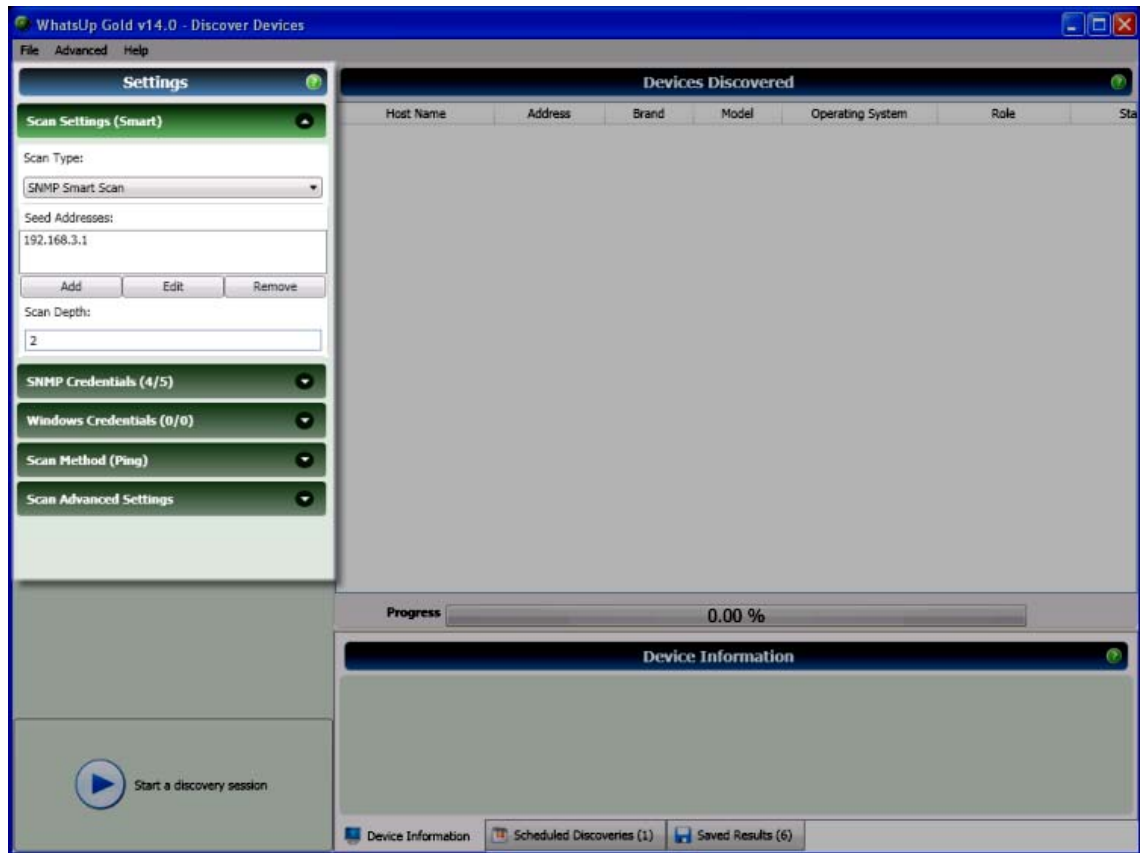 WhatsUp Gold v14.0 - Discover Devices
File Advanced Help
Settings
Scan Settings (Smart)
Scan Type:
SNMP Smart Scan
Seed Addresses:
192.168.3.1
Add Edit Remove
Scan Depth:
2
SNMP Credentials (4/5)
Windows Credentials (0/0)
Scan Method (Ping)
Scan Advanced Settings
Start a discovery session
Devices Discovered
Host Name Address Brand Model Operating System Role Sta
Progress 0.00 %
Device Information
Device Information Scheduled Discoveries (1) Saved Results (6)